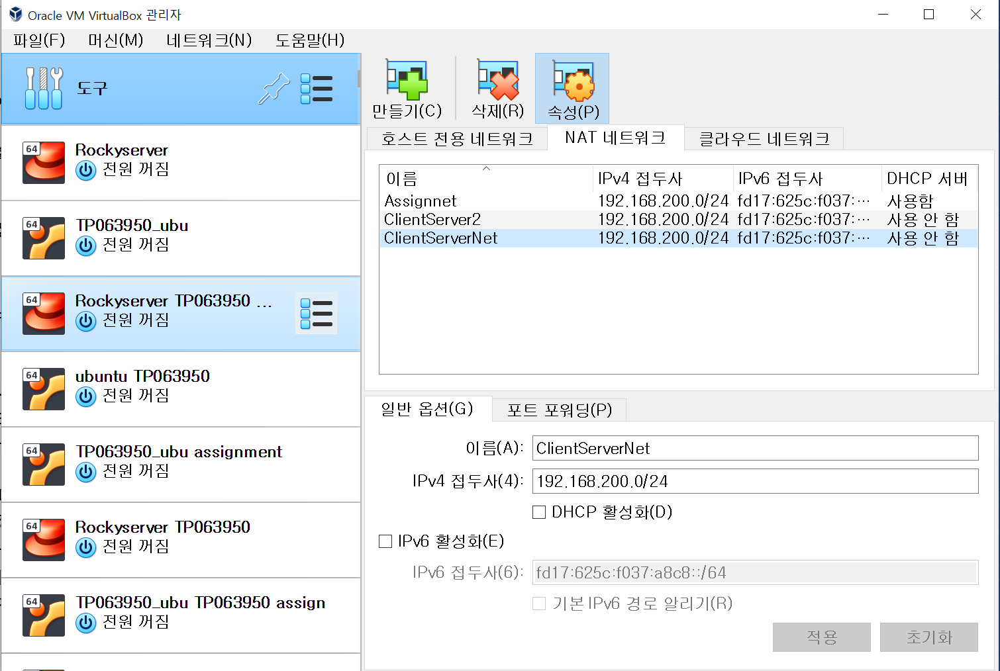 Oracle VM VirtualBox 관리자
파일(F) 머신(M) 네트워크(N) 도움말(H)
도구
64
Rockyserver
전원 꺼짐
64
TP063950_ubu
전원 꺼짐
64
Rockyserver TP063950 ...
전원 꺼짐
64
ubuntu TP063950
전원 꺼짐
64
TP063950_ubu assignment
전원 꺼짐
64
Rockyserver TP063950
전원 꺼짐
64
TP063950_ubu TP063950 assign
전원 꺼짐
만들기(C) 삭제(R) 속성(P)
호스트 전용 네트워크 NAT 네트워크 클라우드 네트워크
이름 IPv4 접두사 IPv6 접두사 DHCP 서버
Assignnet 192.168.200.0/24 fd17:625c:f037:... 사용함
ClientServer2 192.168.200.0/24 fd17:625c:f037:... 사용 안 함
ClientServerNet 192.168.200.0/24 fd17:625c:f037:... 사용 안 함
일반 옵션(G) 포트 포워딩(P)
이름(A): ClientServerNet
IPv4 접두사(4): 192.168.200.0/24
DHCP 활성화(D)
IPv6 활성화(E)
IPv6 접두사(6): fd17:625c:f037:a8c8::/64
기본 IPv6 경로 알리기(R)
적용 초기화